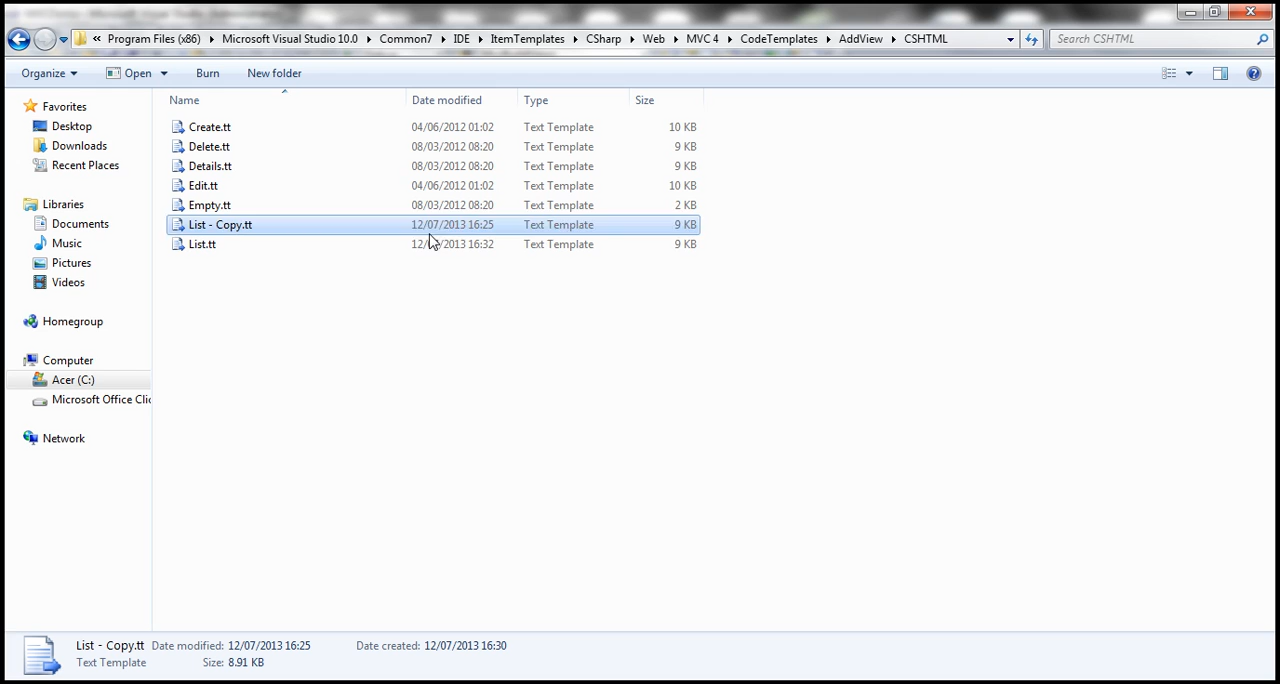 « Program Files (x86) Microsoft Visual Studio 10.0 Common7 IDE ItemTemplates CSharp Web MVC 4 CodeTemplates AddView CSHTML Search CSHTML
Organize Open Burn New folder
Name Date modified Type Size
Favorites
Desktop
Downloads
Recent Places
Libraries
Documents
Music
Pictures
Videos
Homegroup
Computer
Acer (C:)
Microsoft Office Clic
Network
Create.tt 04/06/2012 01:02 Text Template 10 KB
Delete.tt 08/03/2012 08:20 Text Template 9 KB
Details.tt 08/03/2012 08:20 Text Template 9 KB
Edit.tt 04/06/2012 01:02 Text Template 10 KB
Empty.tt 08/03/2012 08:20 Text Template 2 KB
List - Copy.tt 12/07/2013 16:25 Text Template 9 KB
List.tt 12/07/2013 16:32 Text Template 9 KB
List - Copy.tt Date modified: 12/07/2013 16:25 Date created: 12/07/2013 16:30
Text Template Size: 8.91 KB